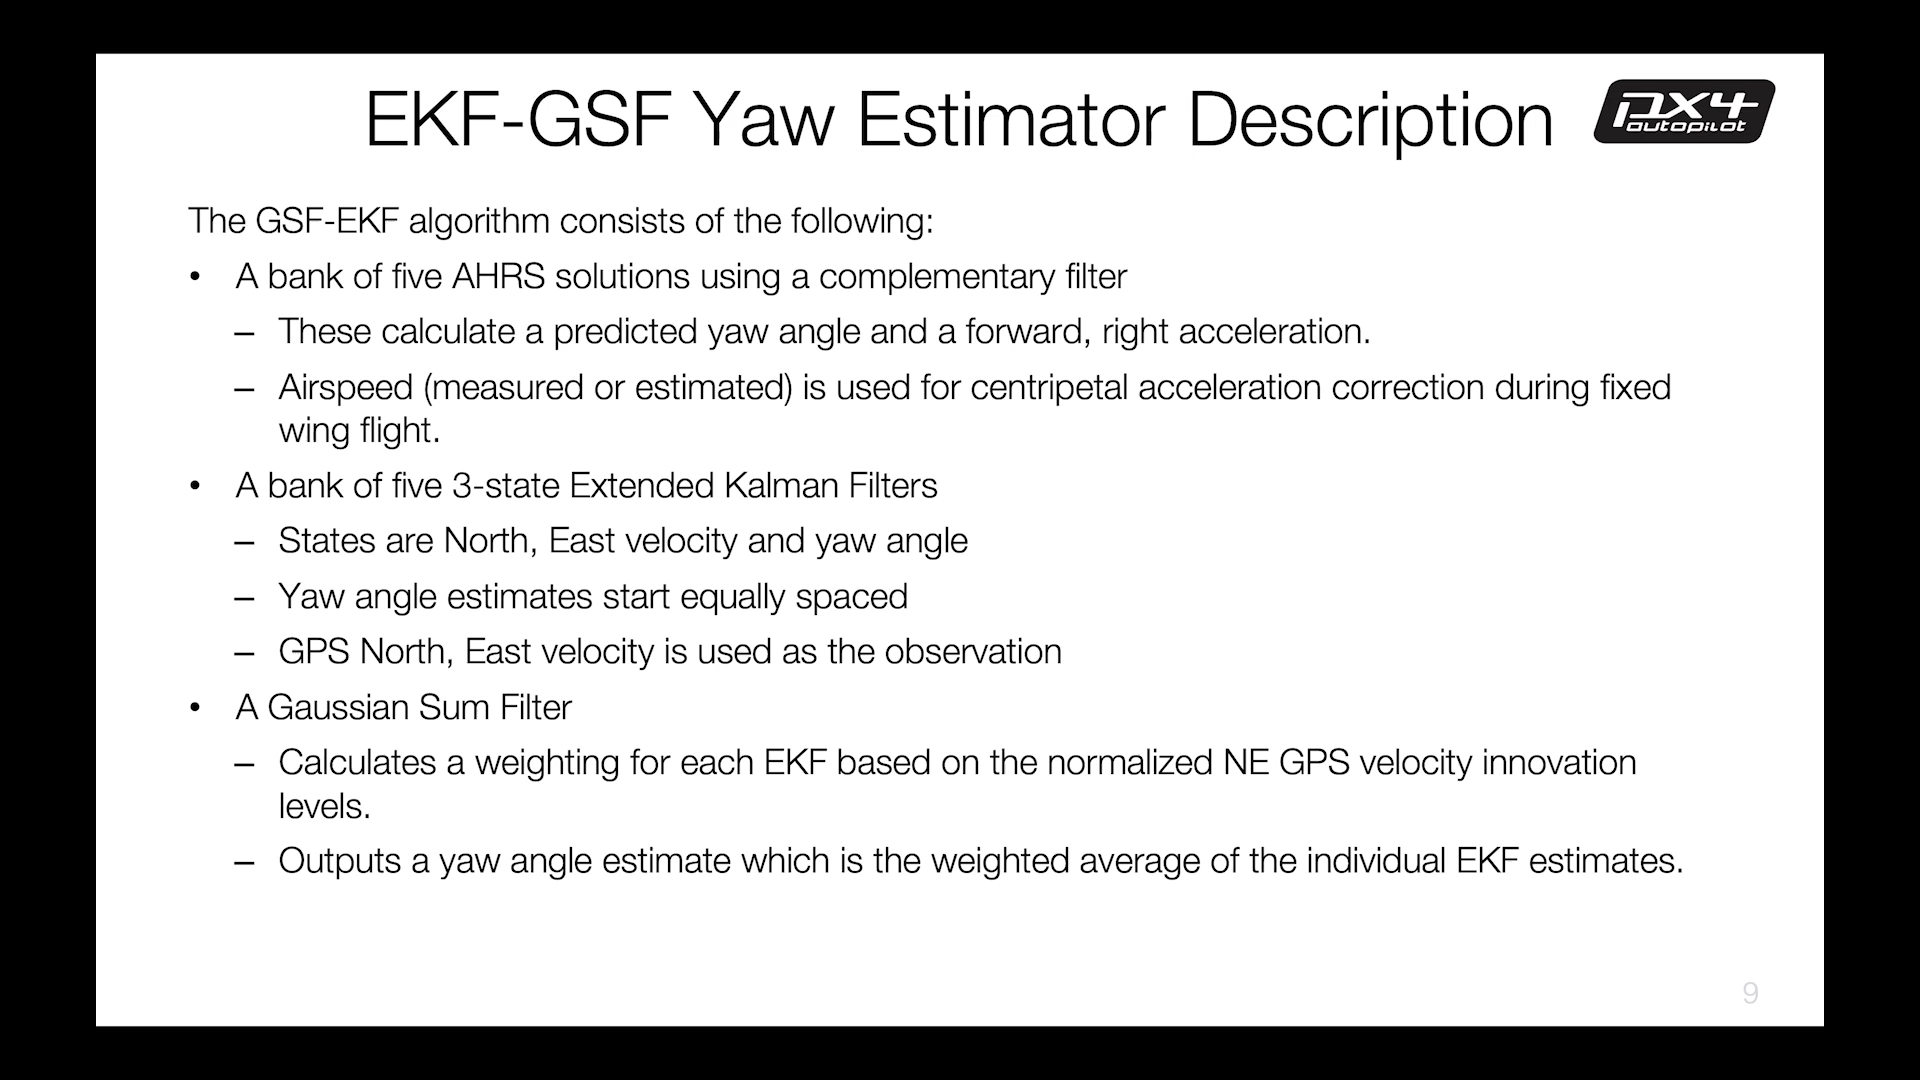 EKF-GSF Yaw Estimator Description
px4
autopilot
The GSF-EKF algorithm consists of the following:
• A bank of five AHRS solutions using a complementary filter
– These calculate a predicted yaw angle and a forward, right acceleration.
– Airspeed (measured or estimated) is used for centripetal acceleration correction during fixed
wing flight.
• A bank of five 3-state Extended Kalman Filters
– States are North, East velocity and yaw angle
– Yaw angle estimates start equally spaced
– GPS North, East velocity is used as the observation
• A Gaussian Sum Filter
– Calculates a weighting for each EKF based on the normalized NE GPS velocity innovation
levels.
– Outputs a yaw angle estimate which is the weighted average of the individual EKF estimates.
9